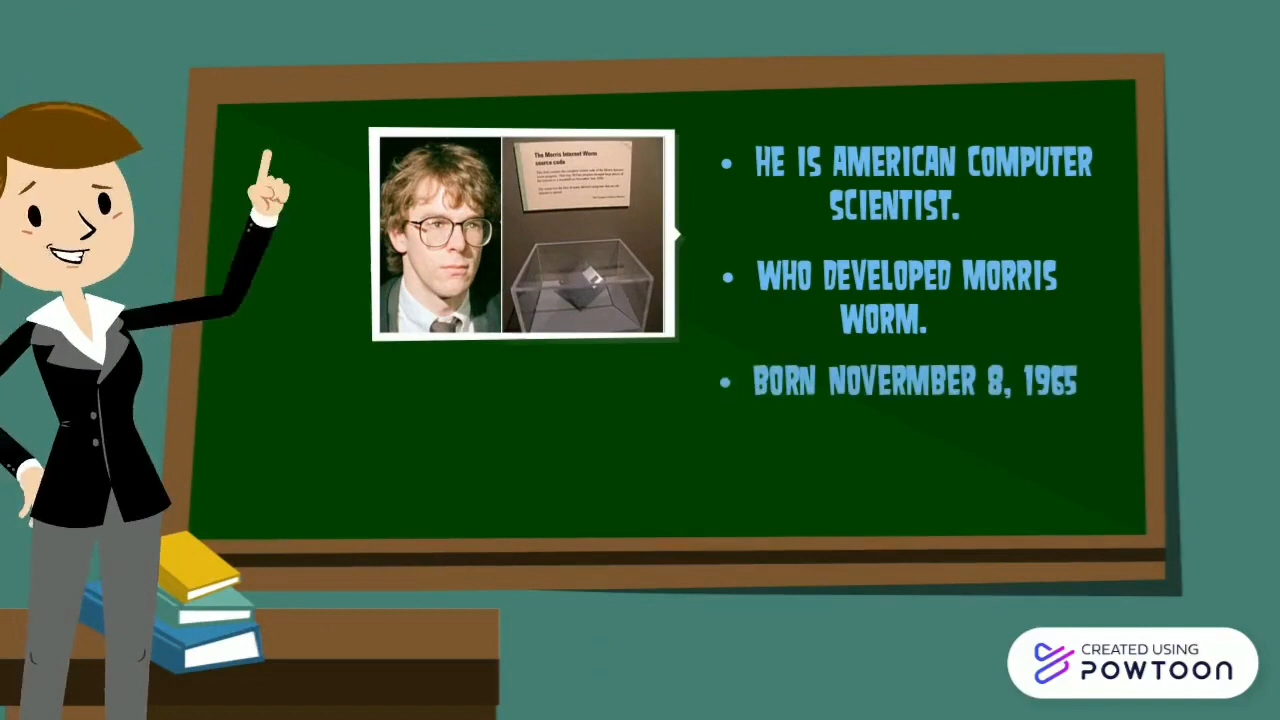 The Morris Internet Worm
source code
• HE IS AMERICAN COMPUTER
SCIENTIST.
• WHO DEVELOPED MORRIS
WORM.
• BORN NOVERMBER 8, 1965
CREATED USING
POWTOON